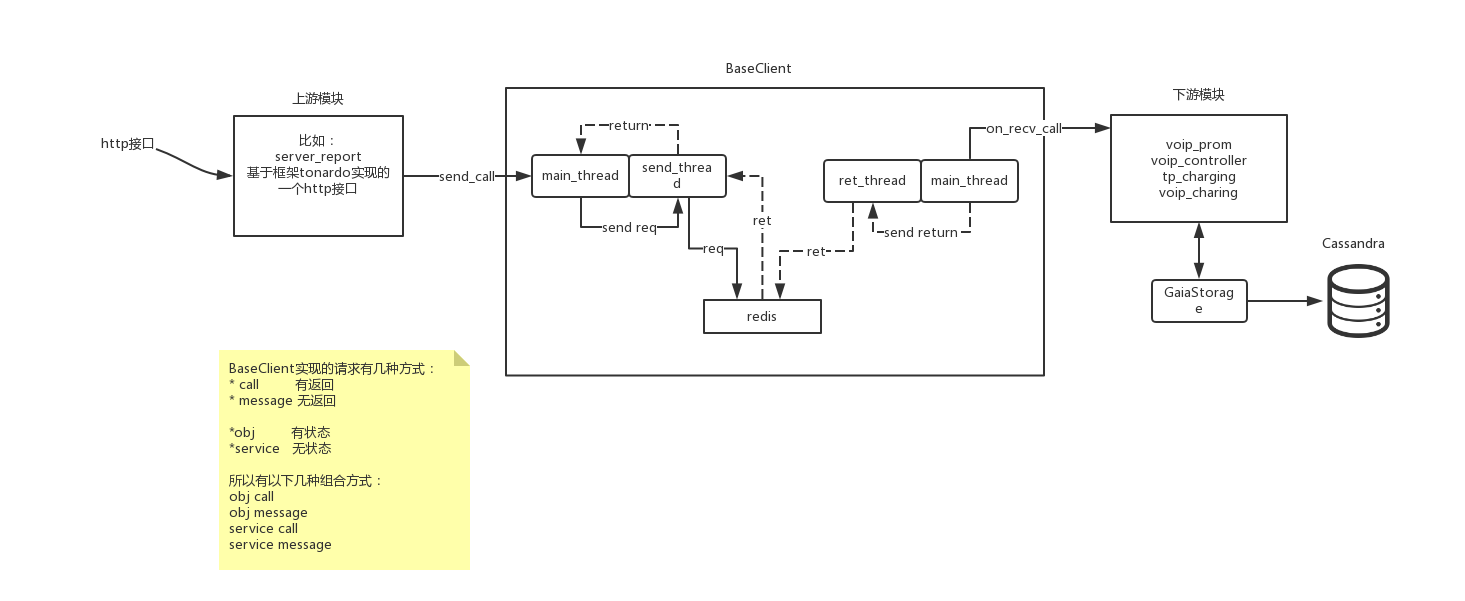 BaseClient
上游模块
下游模块
http接口
比如：
server_report
基于框架tonardo实现的
一个http接口
send_call
return
main_thread
send_threa
d
send req
req
ret
redis
ret
ret_thread
main_thread
send return
on_recv_call
voip_prom
voip_controller
tp_charging
voip_charing
GaiaStorag
e
Cassandra
BaseClient实现的请求有几种方式：
* call 有返回
* message 无返回
*obj 有状态
*service 无状态
所以有以下几种组合方式：
obj call
obj message
service call
service message